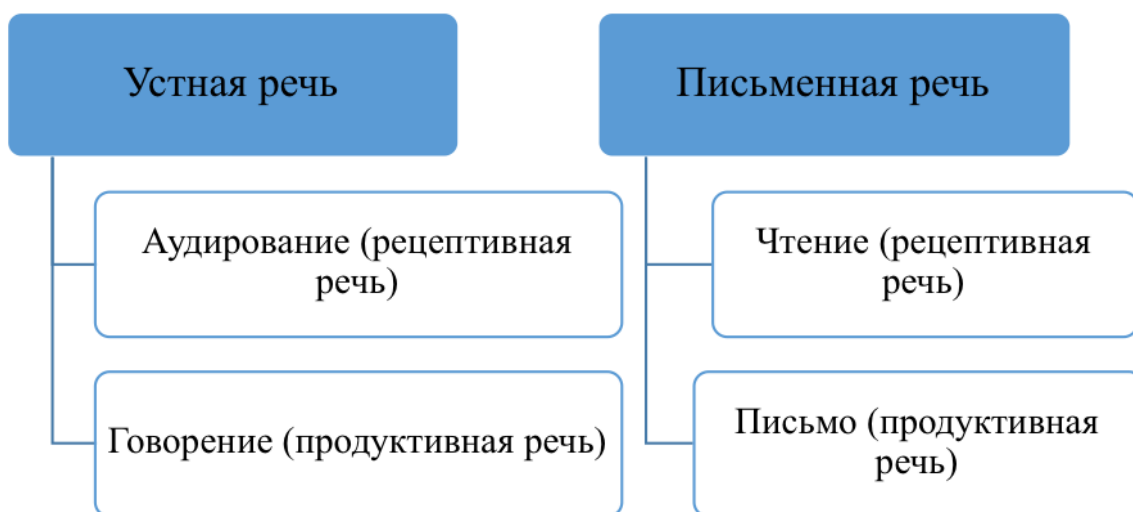 Устная речь
Аудирование (рецептивная
речь)
Говорение (продуктивная речь)
Письменная речь
Чтение (рецептивная
речь)
Письмо (продуктивная
речь)